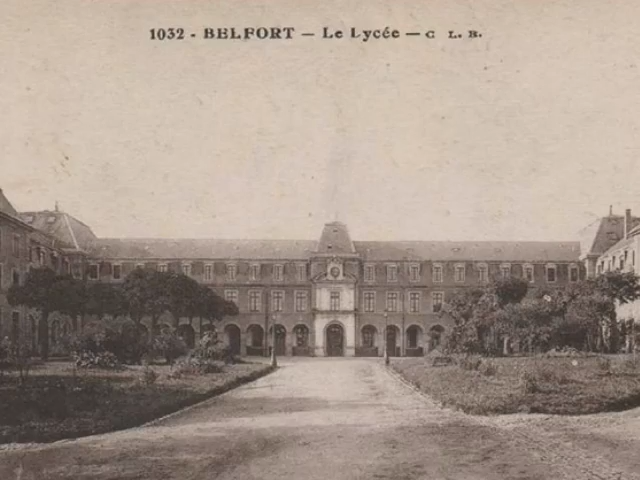 1032 - BELFORT — Le Lycée — C L. B.